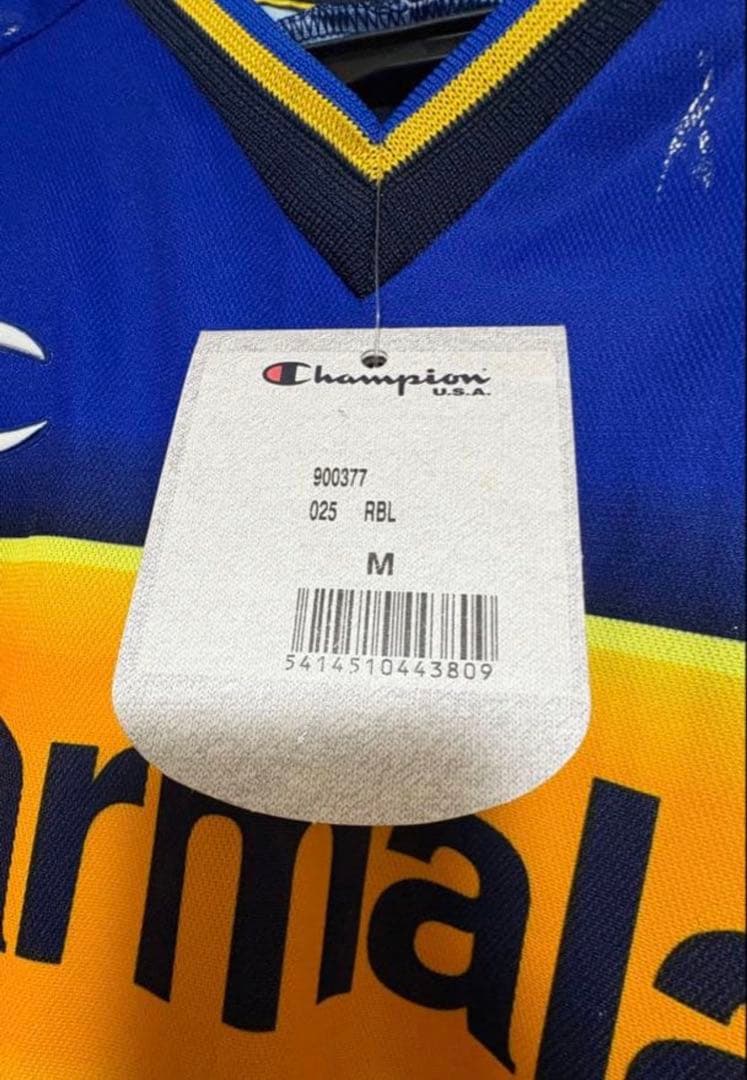 Champion
U.S.A.
900377
025 RBL
M
5414510443809
armala